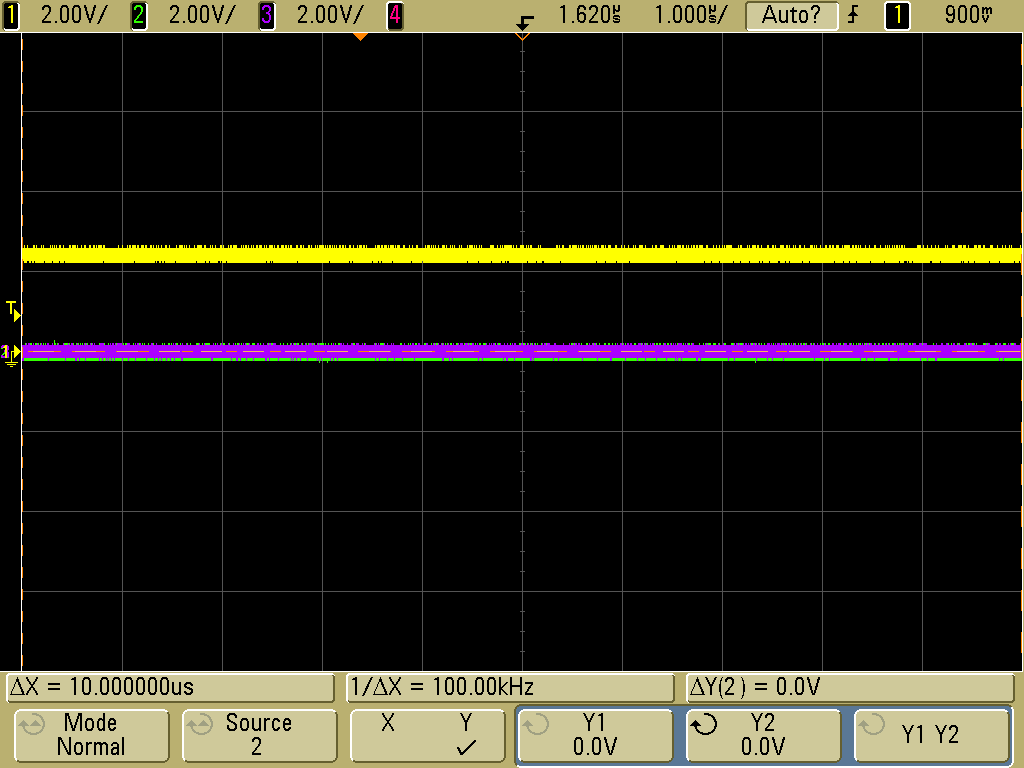 1 2.00V/ 2 2.00V/ 3 2.00V/ 4 1.620µs 1.000µs/ Auto? 1 900mV
T
1
ΔX = 10.000000us 1/ΔX = 100.00kHz ΔY(2) = 0.0V
Mode Source X Y Y1 Y2 Y1 Y2
Normal 2 ✓ 0.0V 0.0V